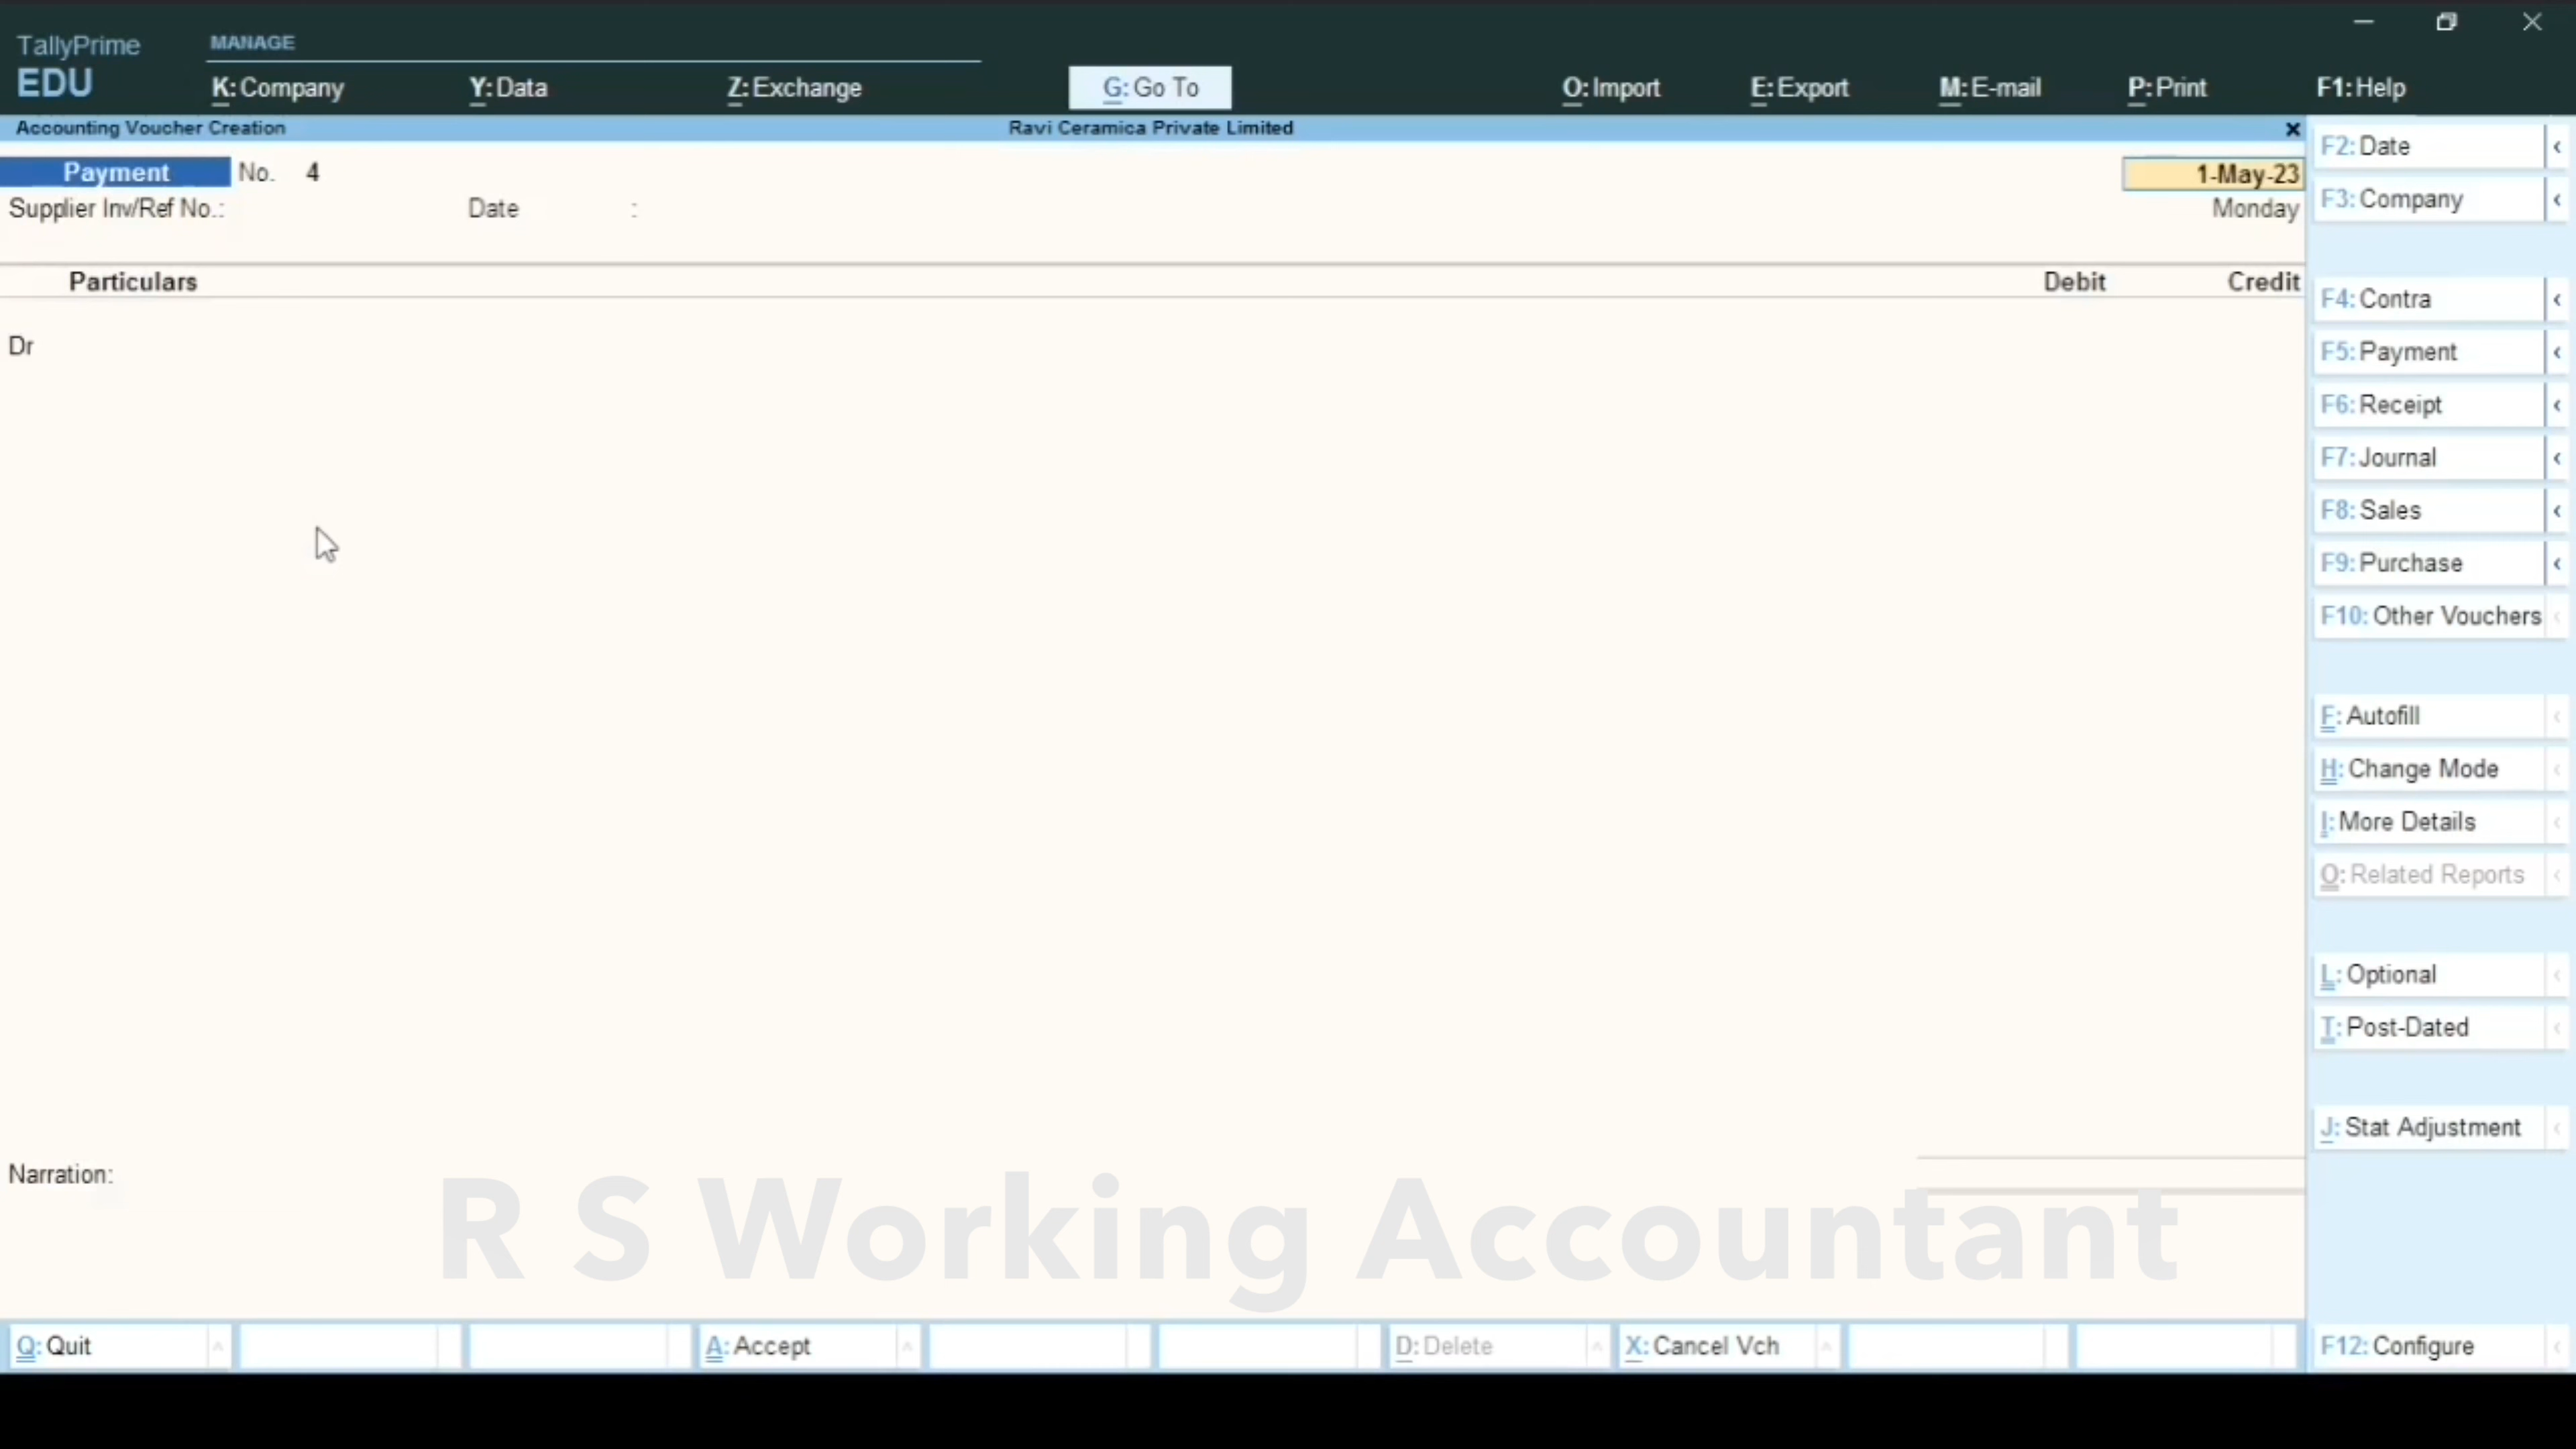 TallyPrime
EDU
MANAGE
K: Company
Y: Data
Z: Exchange
G: Go To
O: Import
E: Export
M: E-mail
P: Print
F1: Help
Accounting Voucher Creation
Ravi Ceramica Private Limited
Payment No. 4
1-May-23
Supplier Inv/Ref No.:
Date :
Monday
Particulars
Debit
Credit
Dr
Narration:
R S Working Accountant
F2: Date
F3: Company
F4: Contra
F5: Payment
F6: Receipt
F7: Journal
F8: Sales
F9: Purchase
F10: Other Vouchers
F: Autofill
H: Change Mode
I: More Details
O: Related Reports
L: Optional
T: Post-Dated
J: Stat Adjustment
Q: Quit
A: Accept
D: Delete
X: Cancel Vch
F12: Configure